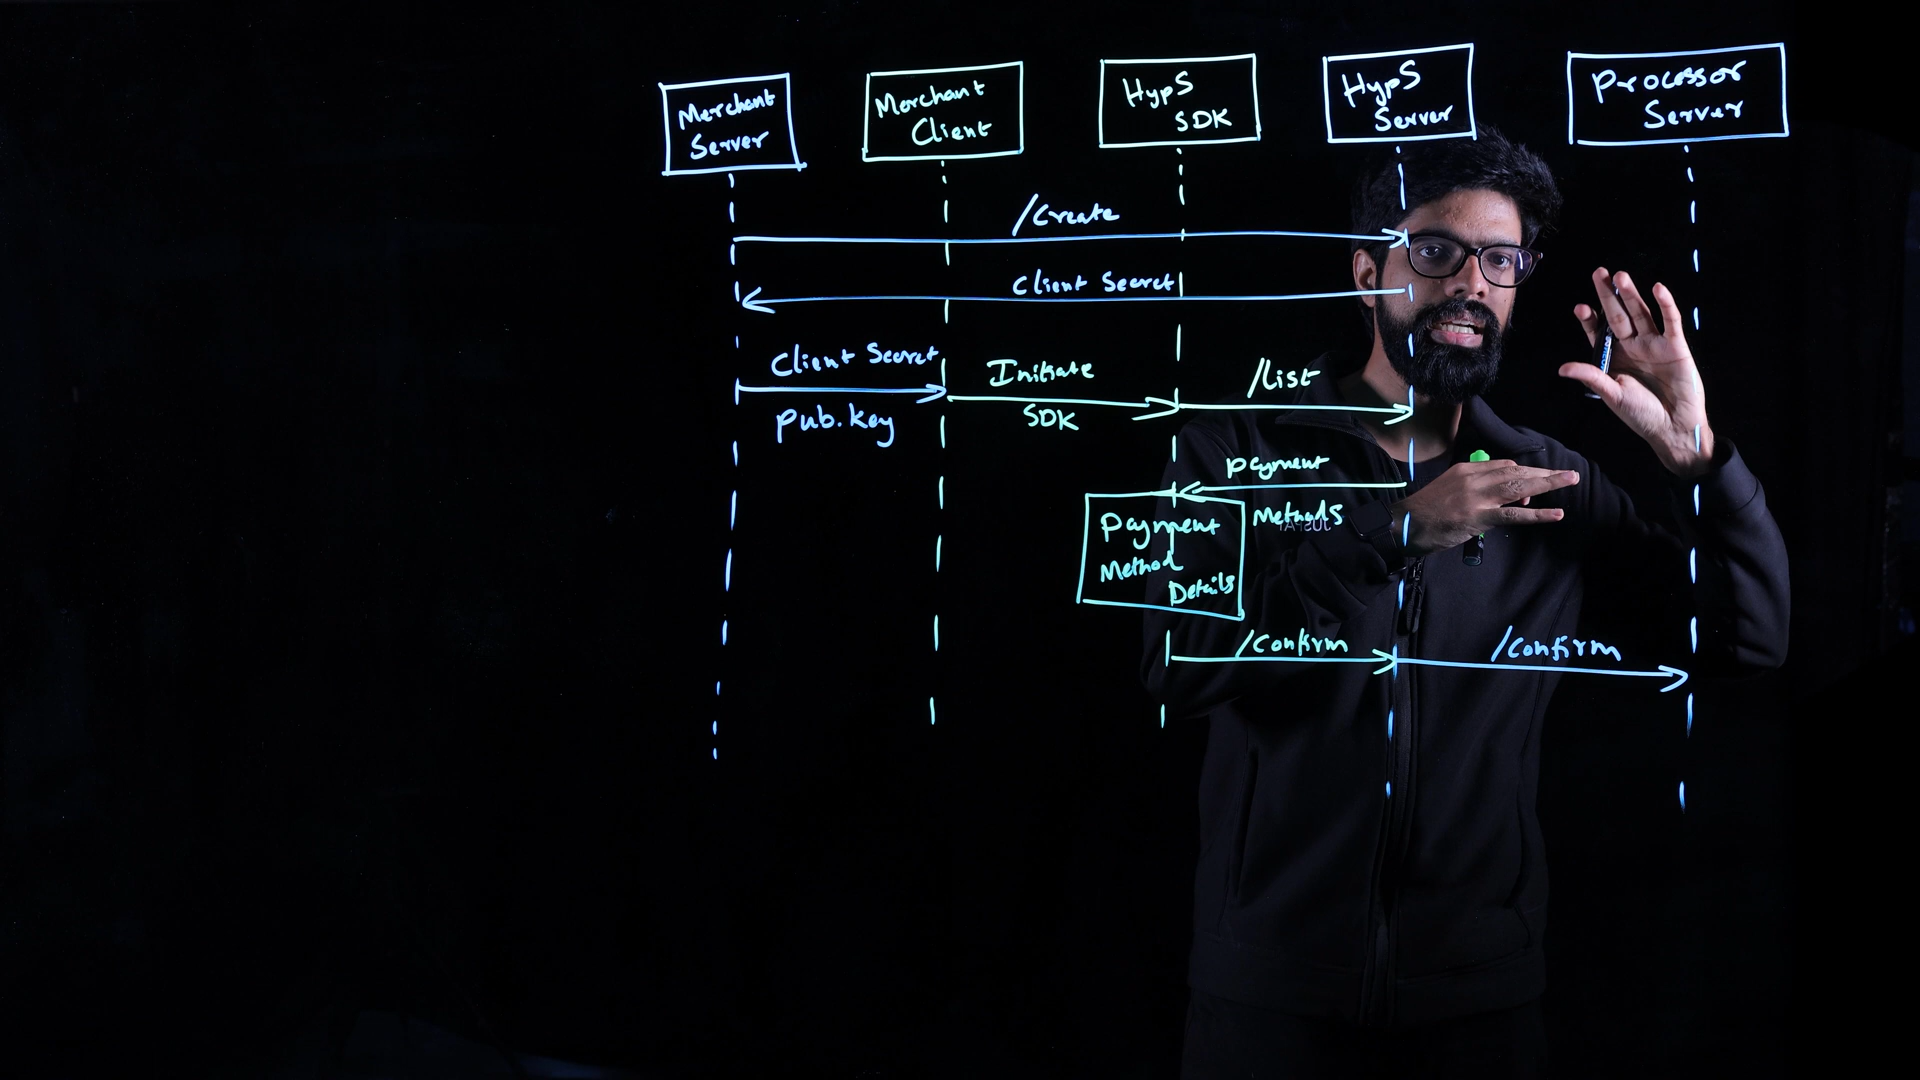 Merchant
Server
Merchant
Client
HypS
SDK
HypS
Server
Processor
Server
/Create
Client Secret
Client Secret
Pub.key
Initiate
SDK
/List
Payment
Methods
JUSPAY
Payment
Method
Details
/Confirm
/Confirm